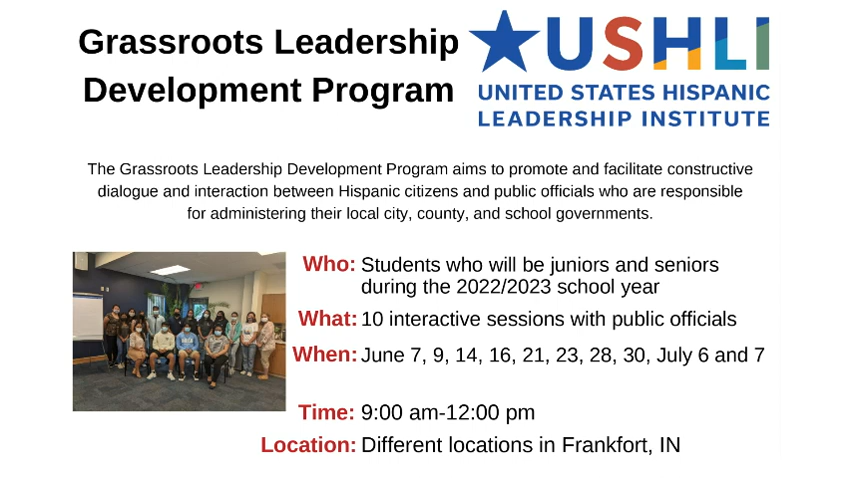 Grassroots Leadership
Development Program
USHLI
UNITED STATES HISPANIC
LEADERSHIP INSTITUTE
The Grassroots Leadership Development Program aims to promote and facilitate constructive
dialogue and interaction between Hispanic citizens and public officials who are responsible
for administering their local city, county, and school governments.
Who: Students who will be juniors and seniors
during the 2022/2023 school year
What: 10 interactive sessions with public officials
When: June 7, 9, 14, 16, 21, 23, 28, 30, July 6 and 7
Time: 9:00 am-12:00 pm
Location: Different locations in Frankfort, IN